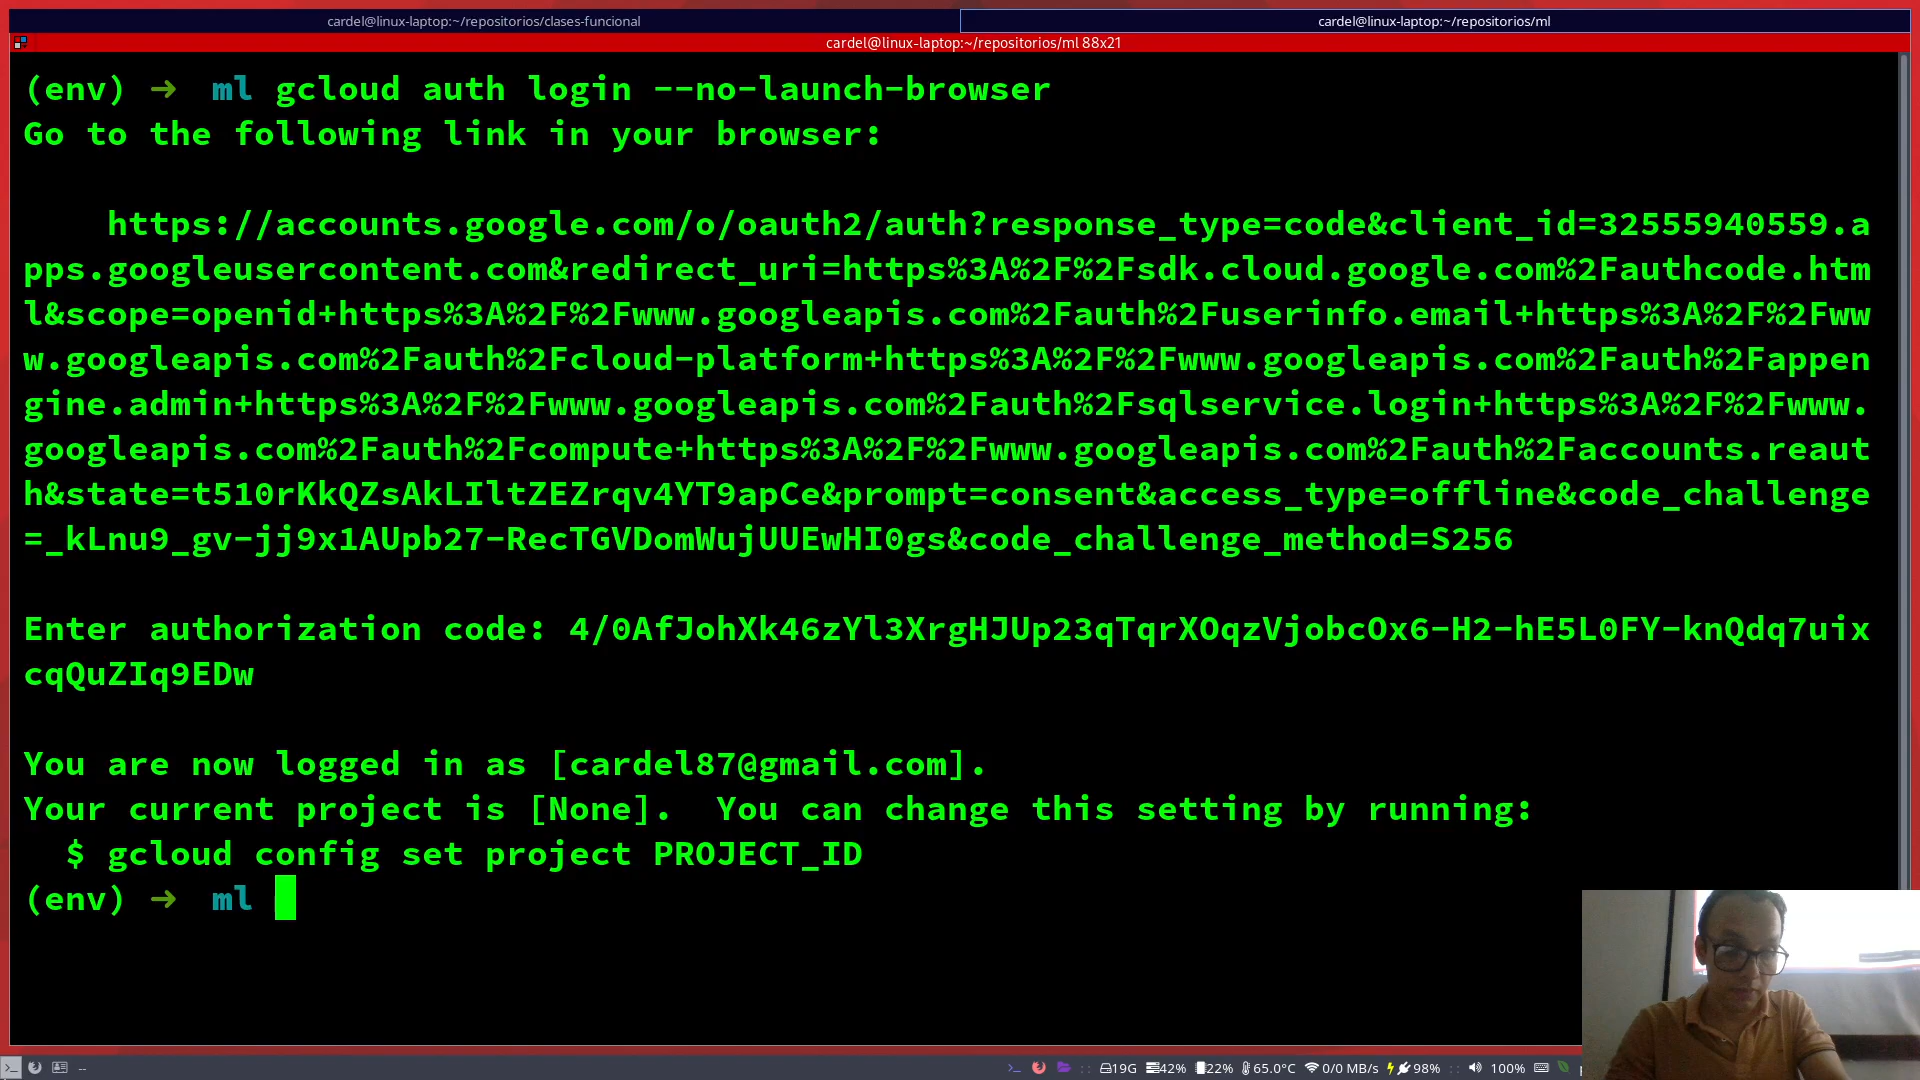 cardel@linux-laptop:~/repositorios/clases-funcional
cardel@linux-laptop:~/repositorios/ml
cardel@linux-laptop:~/repositorios/ml 88x21
(env) ➜  ml gcloud auth login --no-launch-browser
Go to the following link in your browser:
https://accounts.google.com/o/oauth2/auth?response_type=code&client_id=32555940559.a
pps.googleusercontent.com&redirect_uri=https%3A%2F%2Fsdk.cloud.google.com%2Fauthcode.htm
l&scope=openid+https%3A%2F%2Fwww.googleapis.com%2Fauth%2Fuserinfo.email+https%3A%2F%2Fww
w.googleapis.com%2Fauth%2Fcloud-platform+https%3A%2F%2Fwww.googleapis.com%2Fauth%2Fappen
gine.admin+https%3A%2F%2Fwww.googleapis.com%2Fauth%2Fsqlservice.login+https%3A%2F%2Fwww.
googleapis.com%2Fauth%2Fcompute+https%3A%2F%2Fwww.googleapis.com%2Fauth%2Faccounts.reaut
h&state=t510rKkQZsAkLIltZEZrqv4YT9apCe&prompt=consent&access_type=offline&code_challenge
=_kLnu9_gv-jj9x1AUpb27-RecTGVDomWujUUEwHI0gs&code_challenge_method=S256
Enter authorization code: 4/0AfJohXk46zYl3XrgHJUp23qTqrXOqzVjobcOx6-H2-hE5L0FY-knQdq7uix
cqQuZIq9EDw
You are now logged in as [cardel87@gmail.com].
Your current project is [None].  You can change this setting by running:
$ gcloud config set project PROJECT_ID
(env) ➜  ml
-- 19G 42% 22% 65.0°C 0/0 MB/s 98% 100%